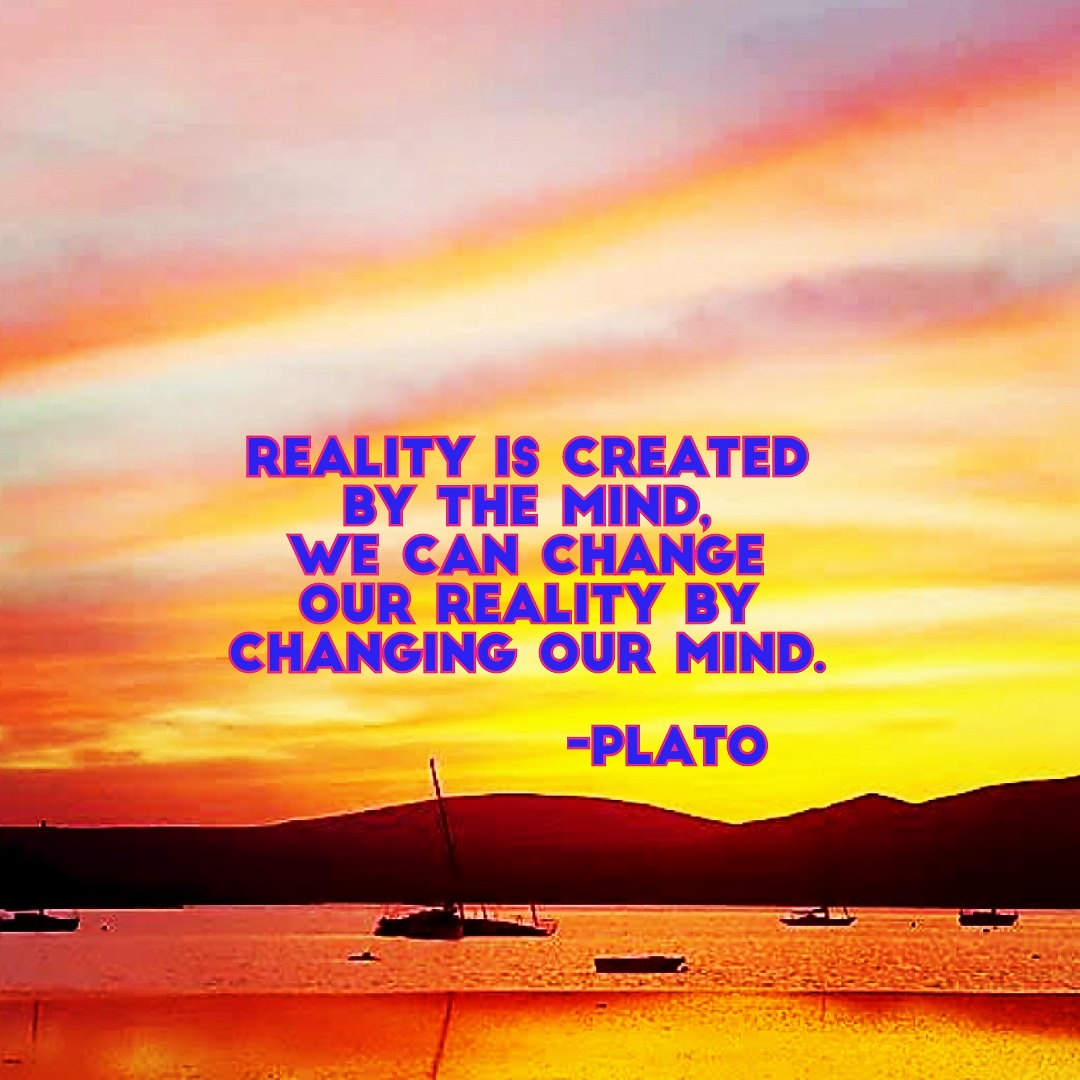 REALITY IS CREATED
BY THE MIND,
WE CAN CHANGE
OUR REALITY BY
CHANGING OUR MIND.
-PLATO